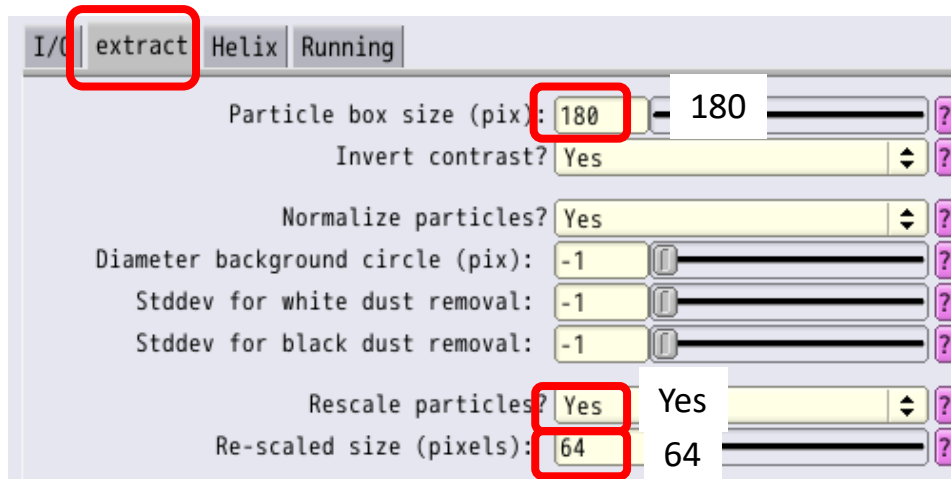 I/O extract Helix Running
Particle box size (pix): 180 180 ?
Invert contrast? Yes ?
Normalize particles? Yes ?
Diameter background circle (pix): -1 ?
Stddev for white dust removal: -1 ?
Stddev for black dust removal: -1 ?
Rescale particles? Yes Yes ?
Re-scaled size (pixels): 64 64 ?